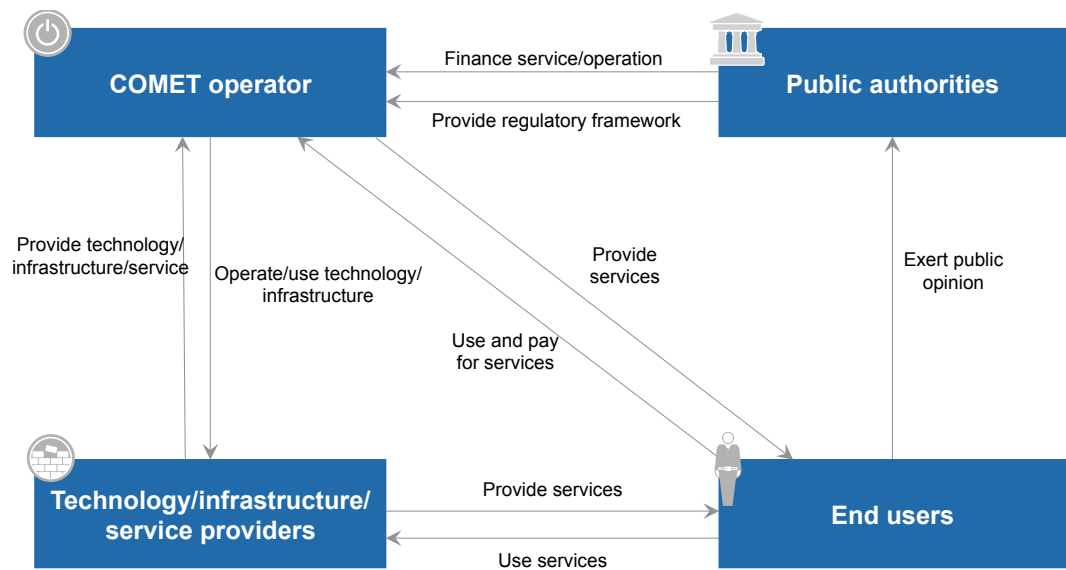 Finance service/operation
COMET operator
Public authorities
Provide regulatory framework
Provide technology/
infrastructure/service
Operate/use technology/
infrastructure
Provide
services
Exert public
opinion
Use and pay
for services
Technology/infrastructure/
service providers
Provide services
End users
Use services